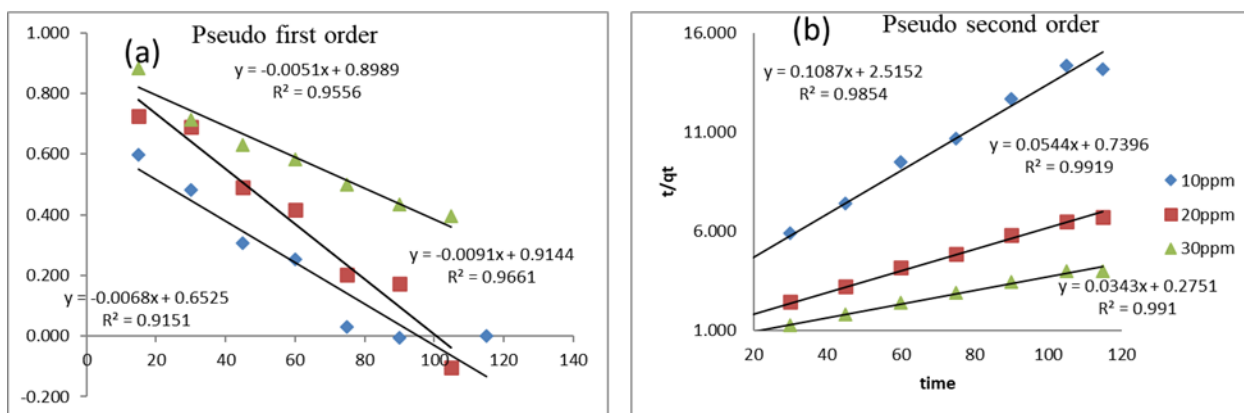 (a)
Pseudo first order
1.000
0.800
0.600
0.400
0.200
0.000
-0.200
0
20
40
60
80
100
120
140
y = -0.0051x + 0.8989
R² = 0.9556
y = -0.0091x + 0.9144
R² = 0.9661
y = -0.0068x + 0.6525
R² = 0.9151
(b)
Pseudo second order
16.000
11.000
6.000
1.000
t/qt
20
40
60
80
100
120
time
y = 0.1087x + 2.5152
R² = 0.9854
y = 0.0544x + 0.7396
R² = 0.9919
y = 0.0343x + 0.2751
R² = 0.991
10ppm
20ppm
30ppm